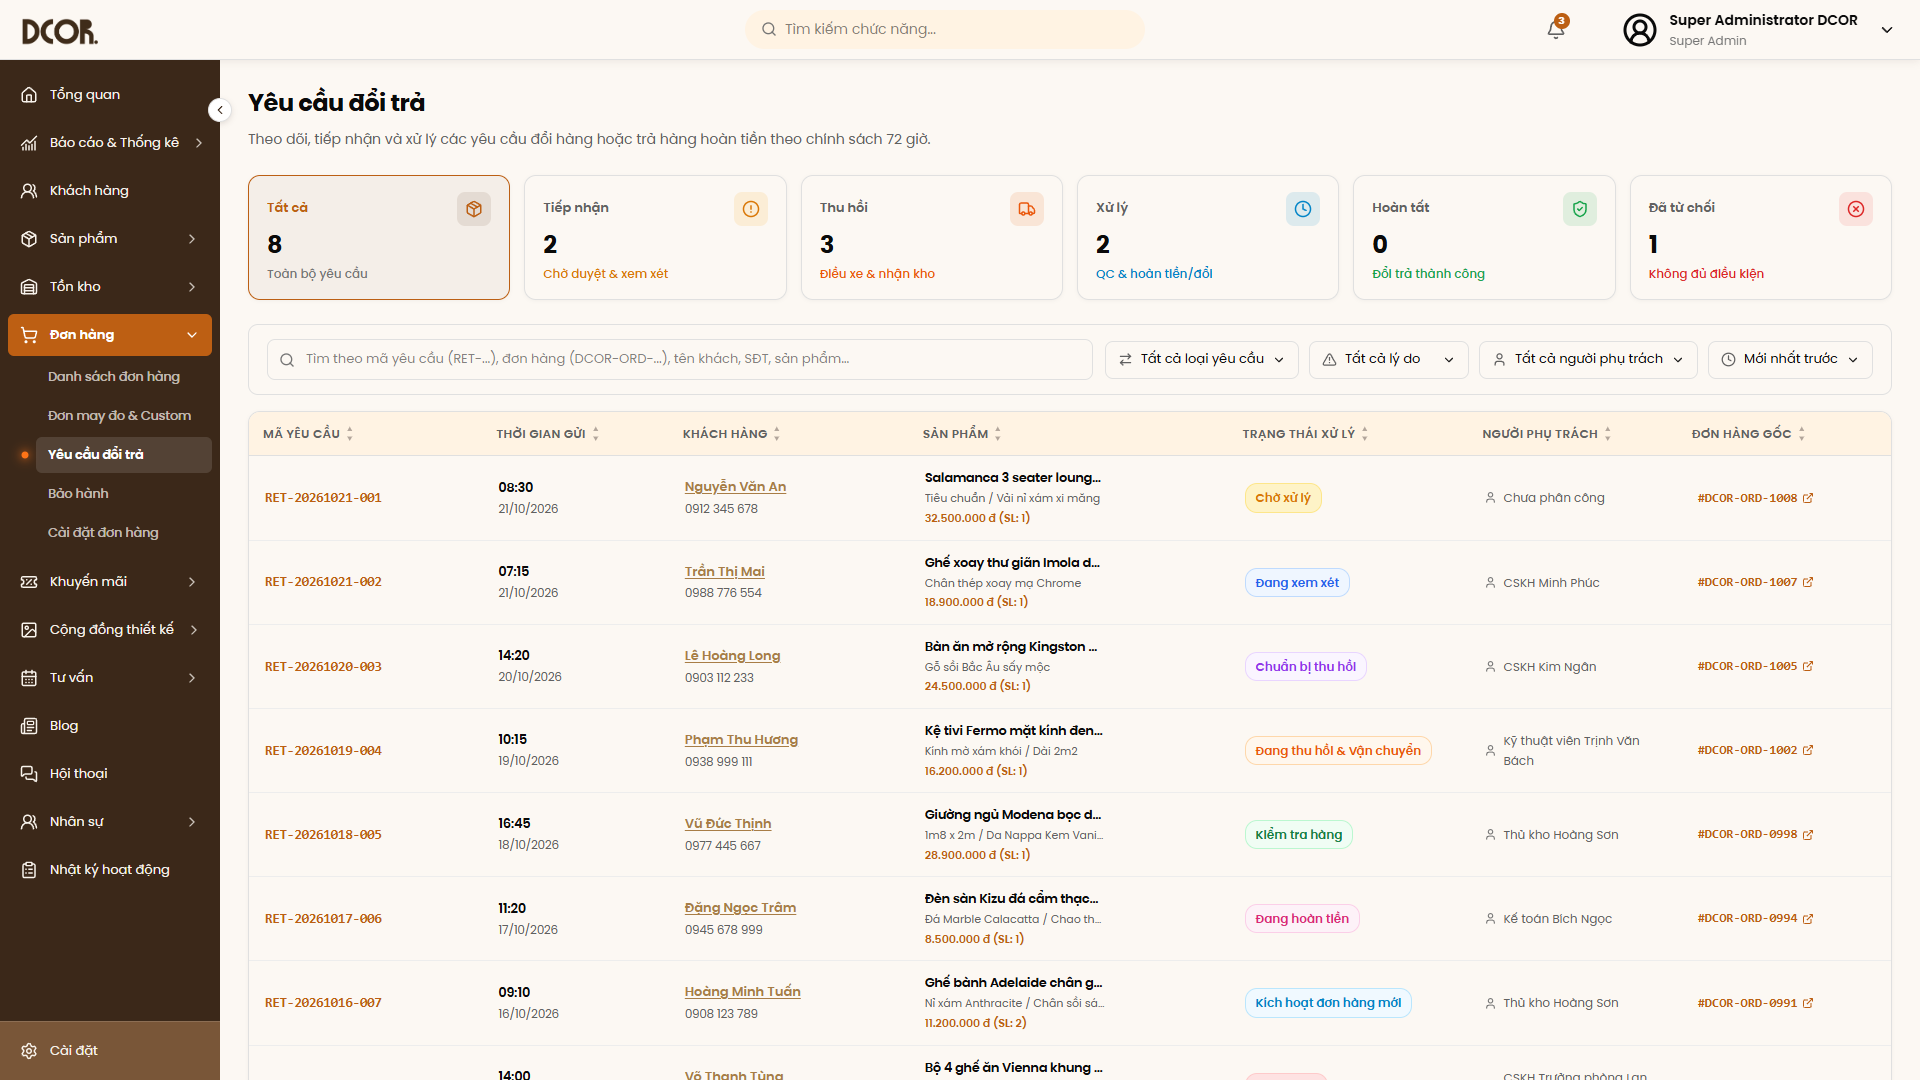 DCOR.
Tìm kiếm chức năng...
3
Super Administrator DCOR
Super Admin
Tổng quan
Báo cáo & Thống kê
Khách hàng
Sản phẩm
Tồn kho
Đơn hàng
Danh sách đơn hàng
Đơn may đo & Custom
Yêu cầu đổi trả
Bảo hành
Cài đặt đơn hàng
Khuyến mãi
Cộng đồng thiết kế
Tư vấn
Blog
Hội thoại
Nhân sự
Nhật ký hoạt động
Cài đặt
Yêu cầu đổi trả
Theo dõi, tiếp nhận và xử lý các yêu cầu đổi hàng hoặc trả hàng hoàn tiền theo chính sách 72 giờ.
Tất cả
8
Toàn bộ yêu cầu
Tiếp nhận
2
Chờ duyệt & xem xét
Thu hồi
3
Điều xe & nhận kho
Xử lý
2
QC & hoàn tiền/đổi
Hoàn tất
0
Đổi trả thành công
Đã từ chối
1
Không đủ điều kiện
Tìm theo mã yêu cầu (RET-...), đơn hàng (DCOR-ORD-...), tên khách, SĐT, sản phẩm...
Tất cả loại yêu cầu
Tất cả lý do
Tất cả người phụ trách
Mới nhất trước
MÃ YÊU CẦU THỜI GIAN GỬI KHÁCH HÀNG SẢN PHẨM TRẠNG THÁI XỬ LÝ NGƯỜI PHỤ TRÁCH ĐƠN HÀNG GỐC
RET-20261021-001
08:30
21/10/2026
Nguyễn Văn An
0912 345 678
Salamanca 3 seater loung...
Tiêu chuẩn / Vải nỉ xám xi măng
32.500.000 đ (SL: 1)
Chờ xử lý
Chưa phân công
#DCOR-ORD-1008
RET-20261021-002
07:15
21/10/2026
Trần Thị Mai
0988 776 554
Ghế xoay thư giãn Imola d...
Chân thép xoay mạ Chrome
18.900.000 đ (SL: 1)
Đang xem xét
CSKH Minh Phúc
#DCOR-ORD-1007
RET-20261020-003
14:20
20/10/2026
Lê Hoàng Long
0903 112 233
Bàn ăn mở rộng Kingston ...
Gỗ sồi Bắc Âu sấy mộc
24.500.000 đ (SL: 1)
Chuẩn bị thu hồi
CSKH Kim Ngân
#DCOR-ORD-1005
RET-20261019-004
10:15
19/10/2026
Phạm Thu Hương
0938 999 111
Kệ tivi Fermo mặt kính đen...
Kính mờ xám khói / Dài 2m2
16.200.000 đ (SL: 1)
Đang thu hồi & Vận chuyển
Kỹ thuật viên Trịnh Văn
Bách
#DCOR-ORD-1002
RET-20261018-005
16:45
18/10/2026
Vũ Đức Thịnh
0977 445 667
Giường ngủ Modena bọc d...
1m8 x 2m / Da Nappa Kem Vani...
28.900.000 đ (SL: 1)
Kiểm tra hàng
Thủ kho Hoàng Sơn
#DCOR-ORD-0998
RET-20261017-006
11:20
17/10/2026
Đặng Ngọc Trâm
0945 678 999
Đèn sàn Kizu đá cẩm thạc...
Đá Marble Calacatta / Chao th...
8.500.000 đ (SL: 1)
Đang hoàn tiền
Kế toán Bích Ngọc
#DCOR-ORD-0994
RET-20261016-007
09:10
16/10/2026
Hoàng Minh Tuấn
0908 123 789
Ghế bành Adelaide chân g...
Nỉ xám Anthracite / Chân sồi sá...
11.200.000 đ (SL: 2)
Kích hoạt đơn hàng mới
Thủ kho Hoàng Sơn
#DCOR-ORD-0991
14:00
Võ Thanh Tùng
Bộ 4 ghế ăn Vienna khung ...
CSKH Trưởng phòng Lan